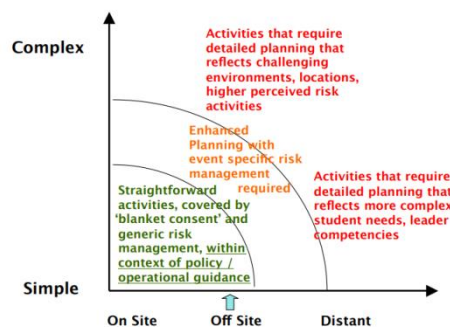 Complex
Activities that require
detailed planning that
reflects challenging
environments, locations,
higher perceived risk
activities
Enhanced
Planning with
event specific risk
management
required
Activities that require
detailed planning that
reflects more complex
student needs, leader
competencies
Straightforward
activities, covered by
‘blanket consent’ and
generic risk
management, within
context of policy /
operational guidance
Simple
On Site
Off Site
Distant